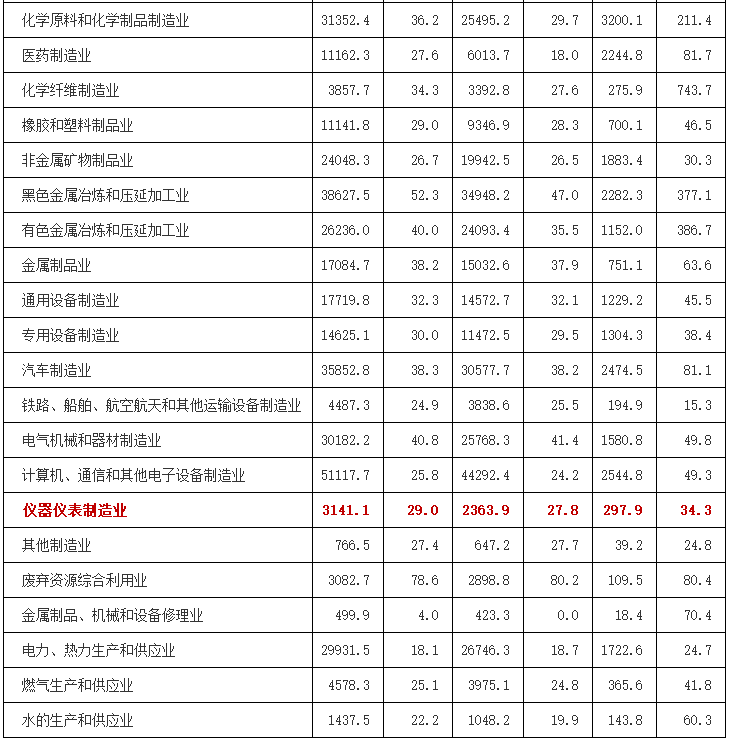 化学原料和化学制品制造业 31352.4 36.2 25495.2 29.7 3200.1 211.4
医药制造业 11162.3 27.6 6013.7 18.0 2244.8 81.7
化学纤维制造业 3857.7 34.3 3392.8 27.6 275.9 743.7
橡胶和塑料制品业 11141.8 29.0 9346.9 28.3 700.1 46.5
非金属矿物制品业 24048.3 26.7 19942.5 26.5 1883.4 30.3
黑色金属冶炼和压延加工业 38627.5 52.3 34948.2 47.0 2282.3 377.1
有色金属冶炼和压延加工业 26236.0 40.0 24093.4 35.5 1152.0 386.7
金属制品业 17084.7 38.2 15032.6 37.9 751.1 63.6
通用设备制造业 17719.8 32.3 14572.7 32.1 1229.2 45.5
专用设备制造业 14625.1 30.0 11472.5 29.5 1304.3 38.4
汽车制造业 35852.8 38.3 30577.7 38.2 2474.5 81.1
铁路、船舶、航空航天和其他运输设备制造业 4487.3 24.9 3838.6 25.5 194.9 15.3
电气机械和器材制造业 30182.2 40.8 25768.3 41.4 1580.8 49.8
计算机、通信和其他电子设备制造业 51117.7 25.8 44292.4 24.2 2544.8 49.3
仪器仪表制造业 3141.1 29.0 2363.9 27.8 297.9 34.3
其他制造业 766.5 27.4 647.2 27.7 39.2 24.8
废弃资源综合利用业 3082.7 78.6 2898.8 80.2 109.5 80.4
金属制品、机械和设备修理业 499.9 4.0 423.3 0.0 18.4 70.4
电力、热力生产和供应业 29931.5 18.1 26746.3 18.7 1722.6 24.7
燃气生产和供应业 4578.3 25.1 3975.1 24.8 365.6 41.8
水的生产和供应业 1437.5 22.2 1048.2 19.9 143.8 60.3